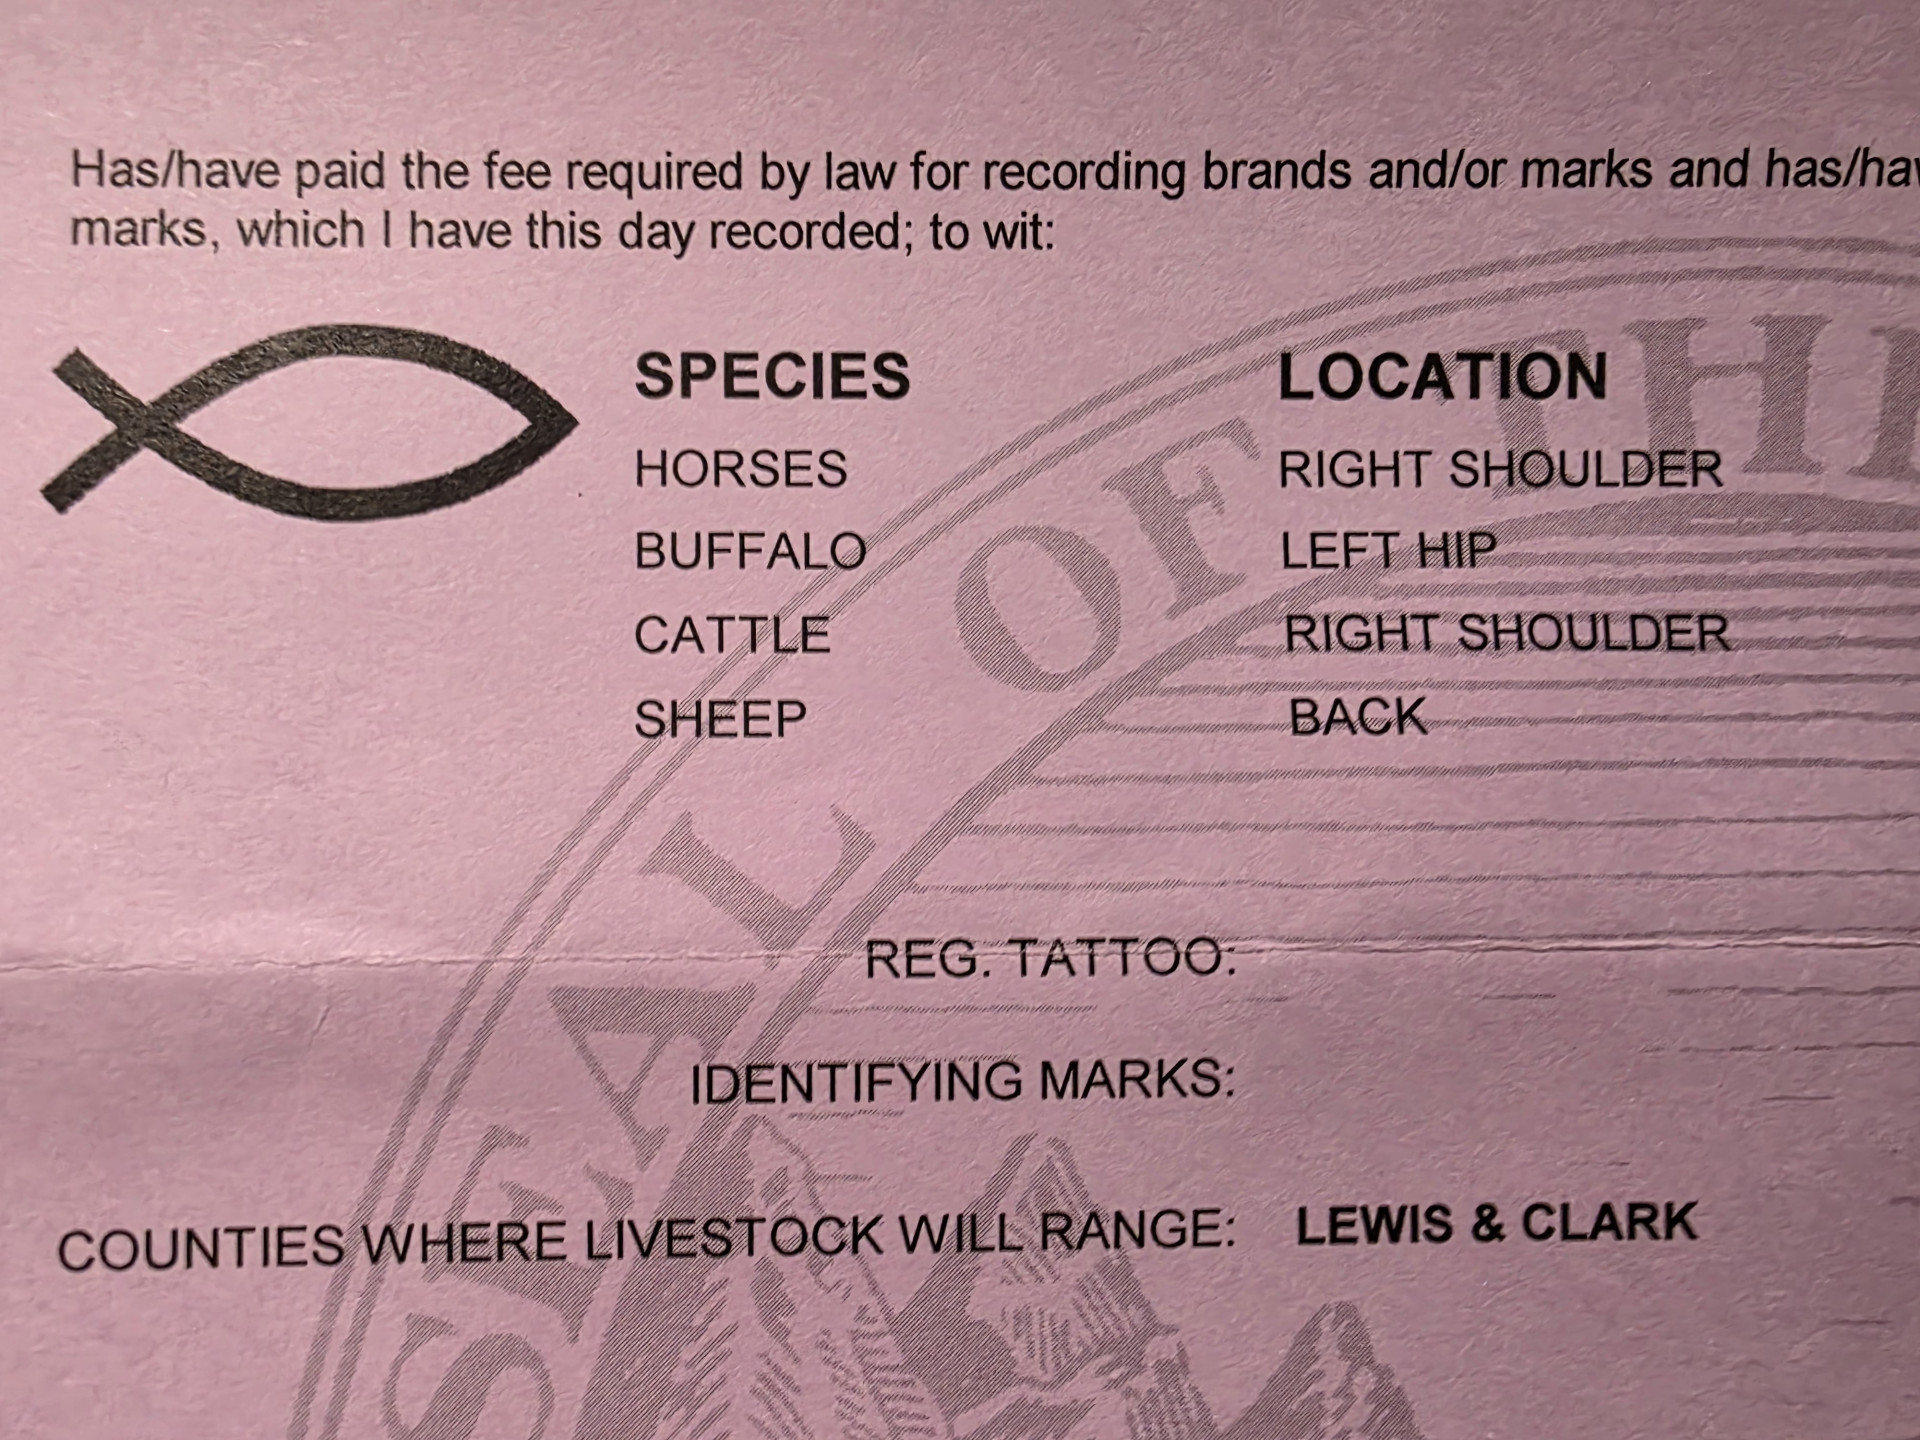 Has/have paid the fee required by law for recording brands and/or marks and
marks, which I have this day recorded; to wit:
SPECIES LOCATION
HORSES RIGHT SHOULDER
BUFFALO LEFT HIP
CATTLE RIGHT SHOULDER
SHEEP BACK
REG. TATTOO:
IDENTIFYING MARKS:
COUNTIES WHERE LIVESTOCK WILL RANGE: LEWIS & CLARK
SEAL OF